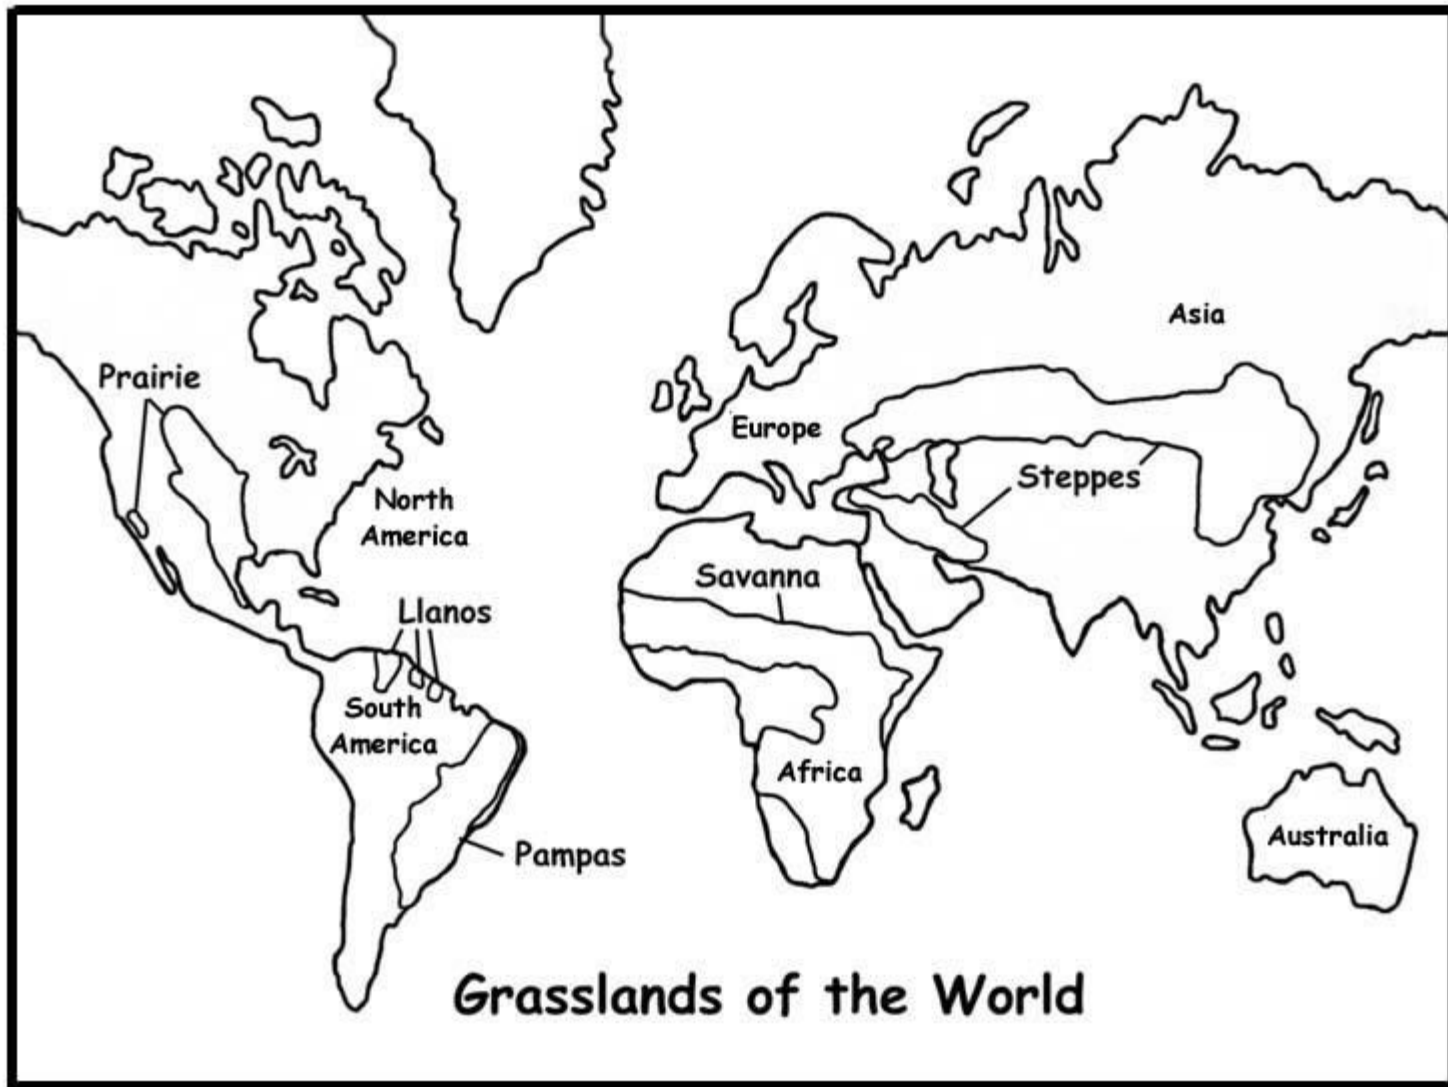 Asia
Prairie
Europe
Steppes
North
America
Savanna
Llanos
South
America
Africa
Australia
Pampas
Grasslands of the World